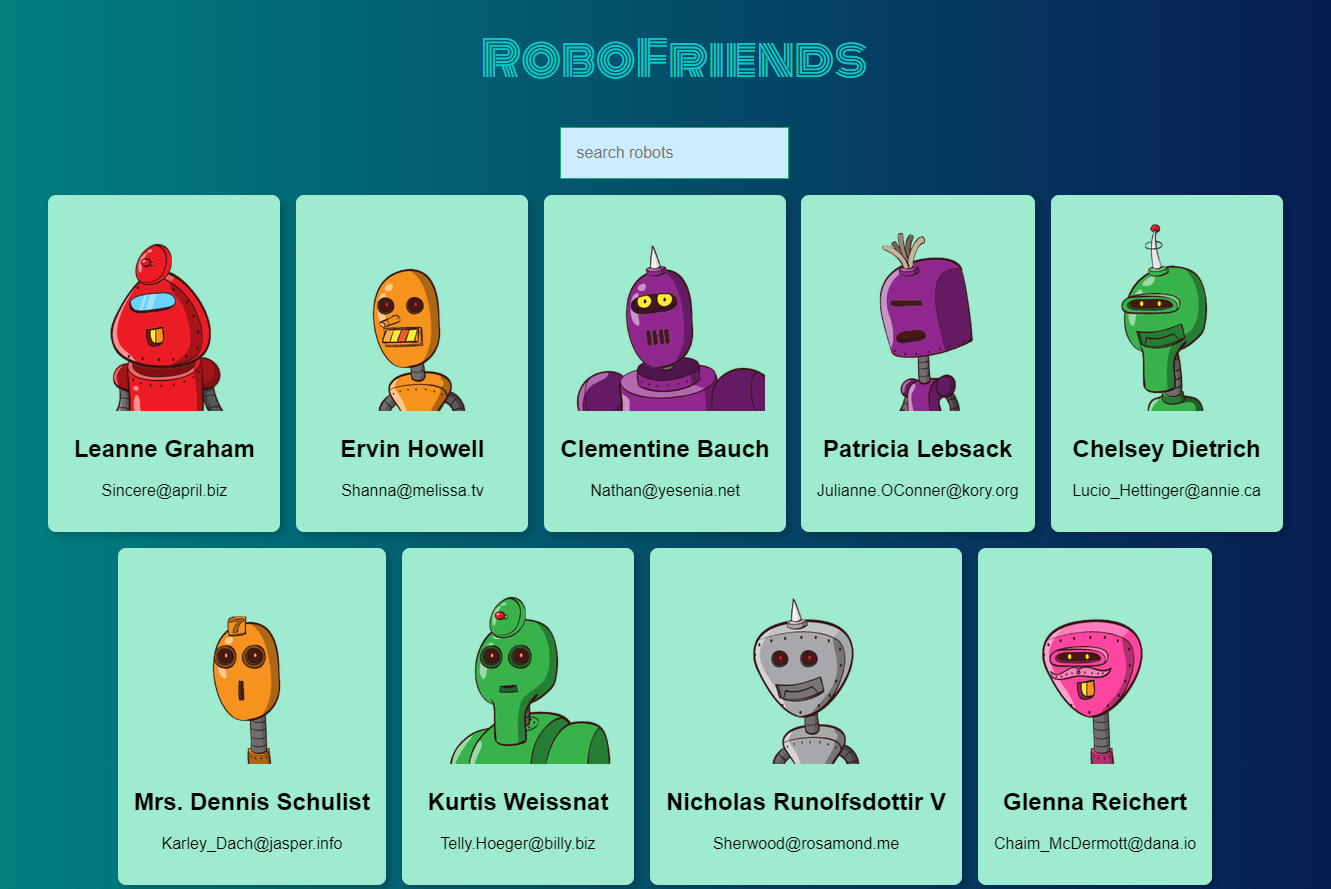 RoboFriends
search robots
Leanne Graham
Sincere@april.biz
Ervin Howell
Shanna@melissa.tv
Clementine Bauch
Nathan@yesenia.net
Patricia Lebsack
Julianne.OConner@kory.org
Chelsey Dietrich
Lucio_Hettinger@annie.ca
7
Mrs. Dennis Schulist
Karley_Dach@jasper.info
Kurtis Weissnat
Telly.Hoeger@billy.biz
Nicholas Runolfsdottir V
Sherwood@rosamond.me
Glenna Reichert
Chaim_McDermott@dana.io